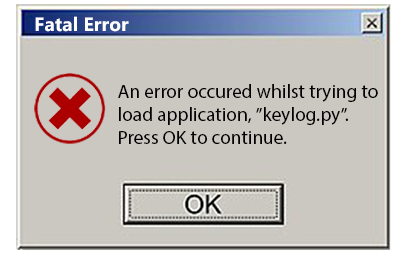 Fatal Error
An error occured whilst trying to
load application, ”keylog.py”.
Press OK to continue.
OK